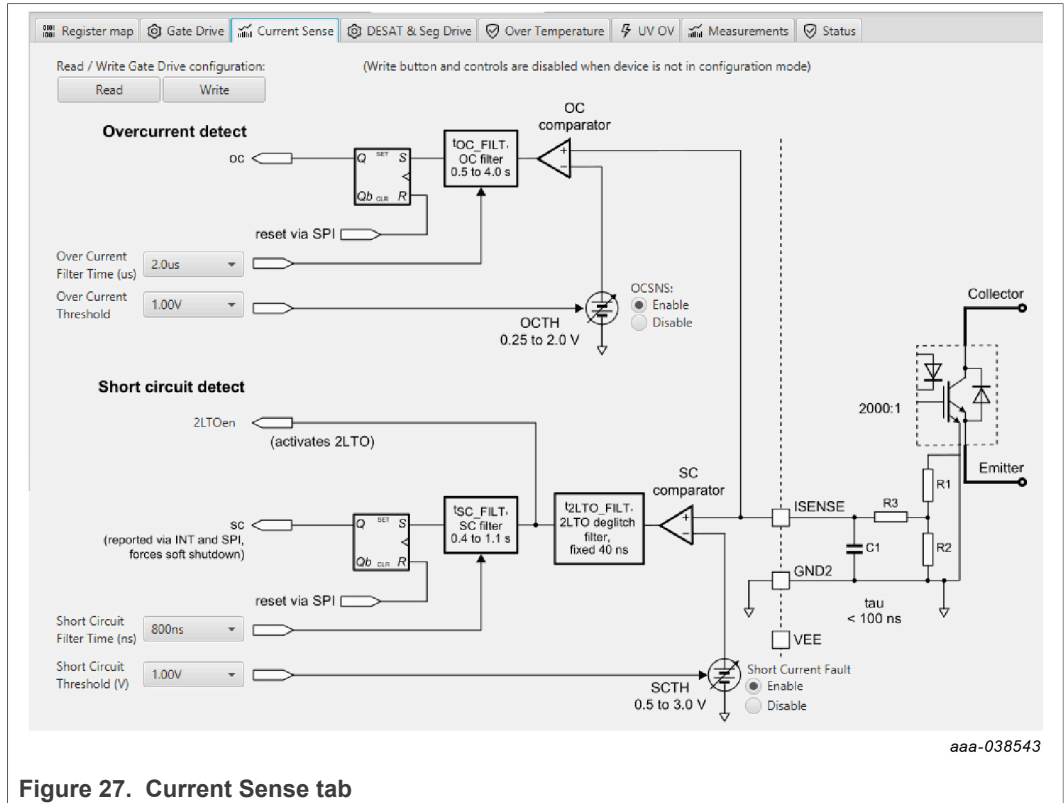 Register map Gate Drive Current Sense DESAT & Seg Drive Over Temperature UV OV Measurements Status
Read / Write Gate Drive configuration: (Write button and controls are disabled when device is not in configuration mode)
Read Write
Overcurrent detect
OC
comparator
OC
Q SET S
Qb CLR R
tOC_FILT,
OC filter
0.5 to 4.0 s
+
−
reset via SPI
Over Current
Filter Time (us)
2.0us
Over Current
Threshold
1.00V
OCTH
0.25 to 2.0 V
OCSNS:
Enable
Disable
Collector
2000:1
Emitter
Short circuit detect
2LTOen
(activates 2LTO)
SC
comparator
SC
(reported via INT and SPI,
forces soft shutdown)
Q SET S
Qb CLR R
tSC_FILT,
SC filter
0.4 to 1.1 s
t2LTO_FILT,
2LTO deglitch
filter,
fixed 40 ns
+
−
ISENSE
R3
R1
R2
C1
GND2
tau
< 100 ns
VEE
reset via SPI
Short Circuit
Filter Time (ns)
800ns
Short Circuit
Threshold (V)
1.00V
SCTH
0.5 to 3.0 V
Short Current Fault
Enable
Disable
aaa-038543
Figure 27. Current Sense tab